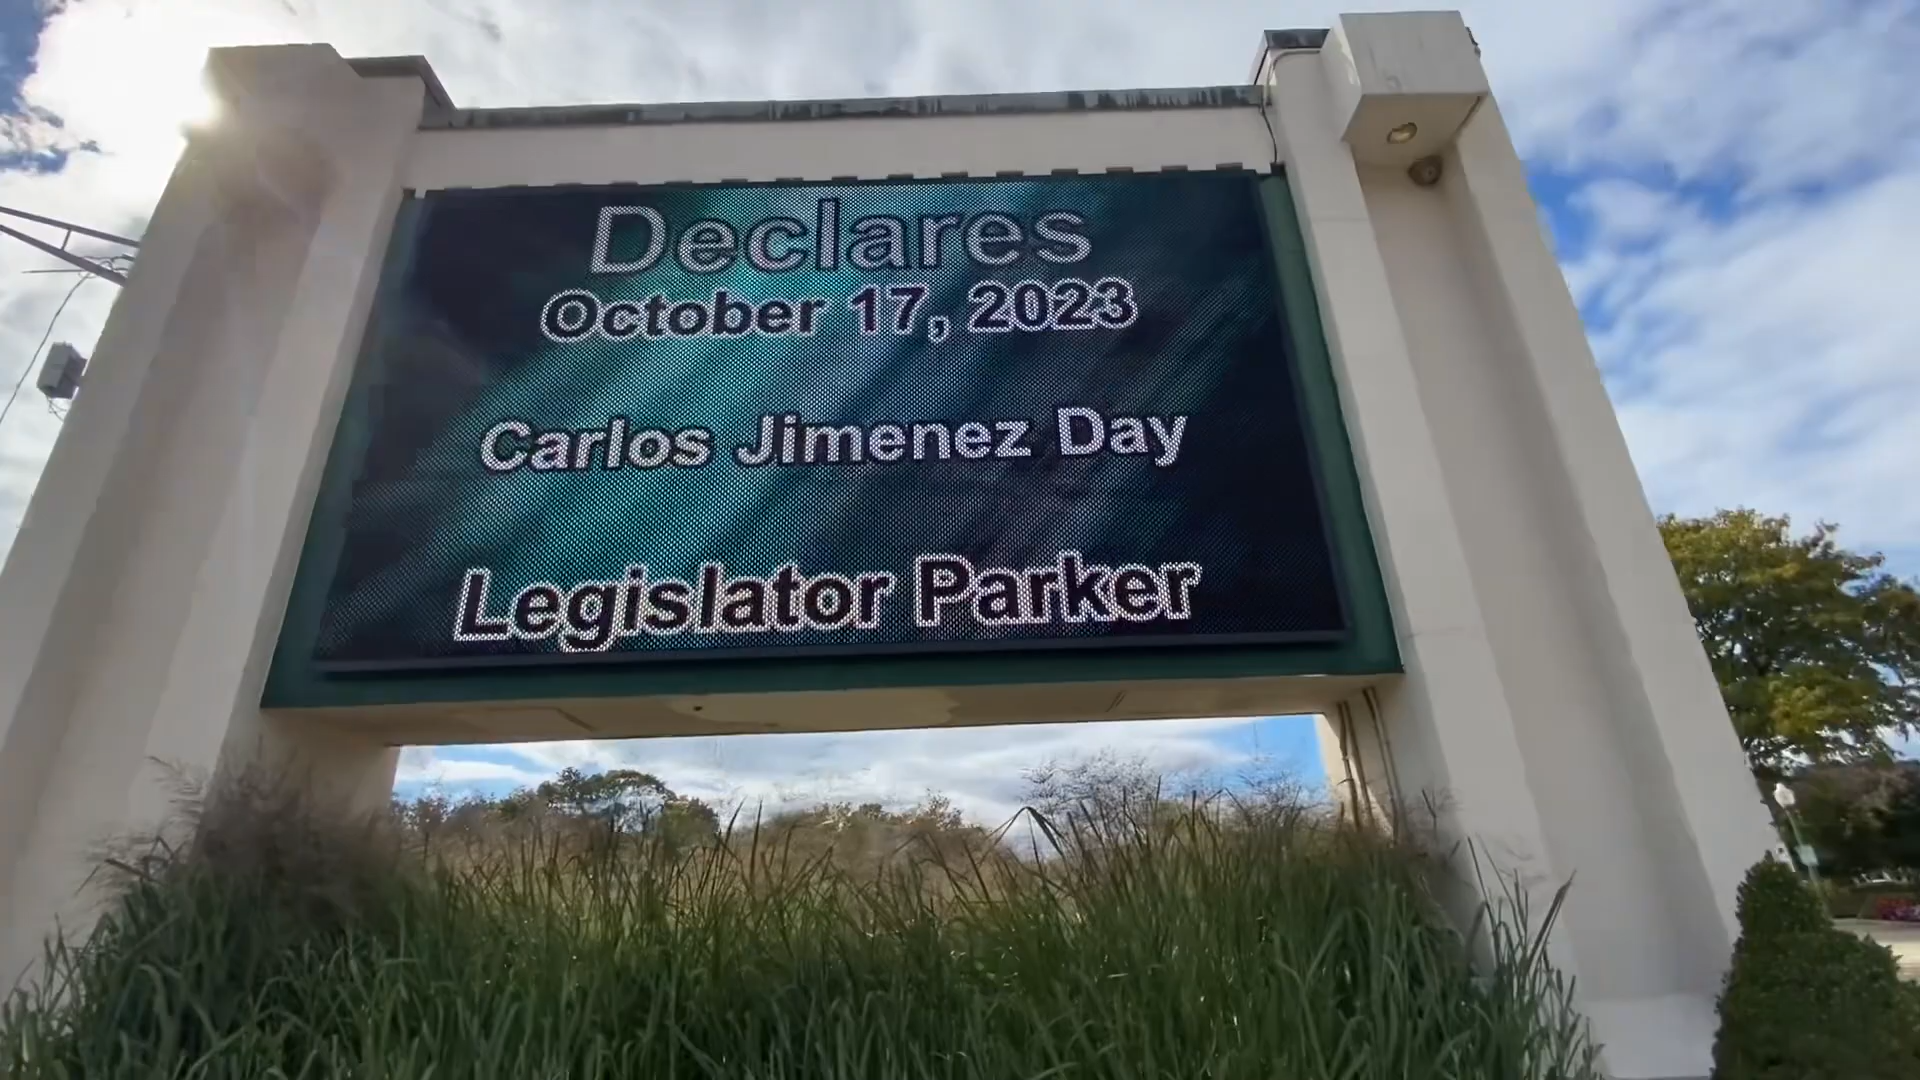 Declares
October 17, 2023
Carlos Jimenez Day
Legislator Parker